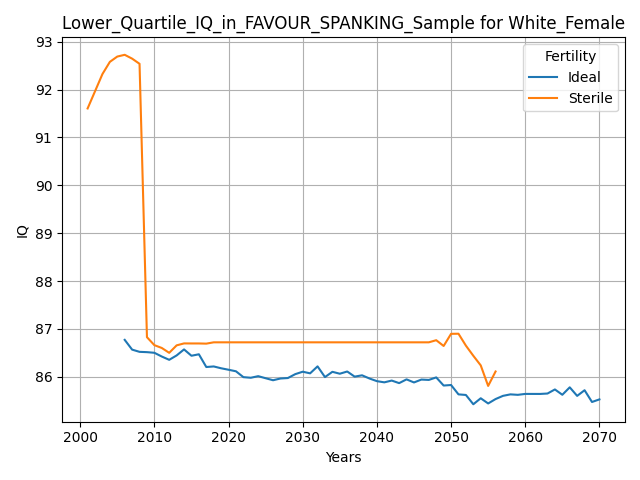 Lower_Quartile_IQ_in_FAVOUR_SPANKING_Sample for White_Female
93
92
91
90
89
88
87
86
IQ
Fertility
Ideal
Sterile
2000 2010 2020 2030 2040 2050 2060 2070
Years